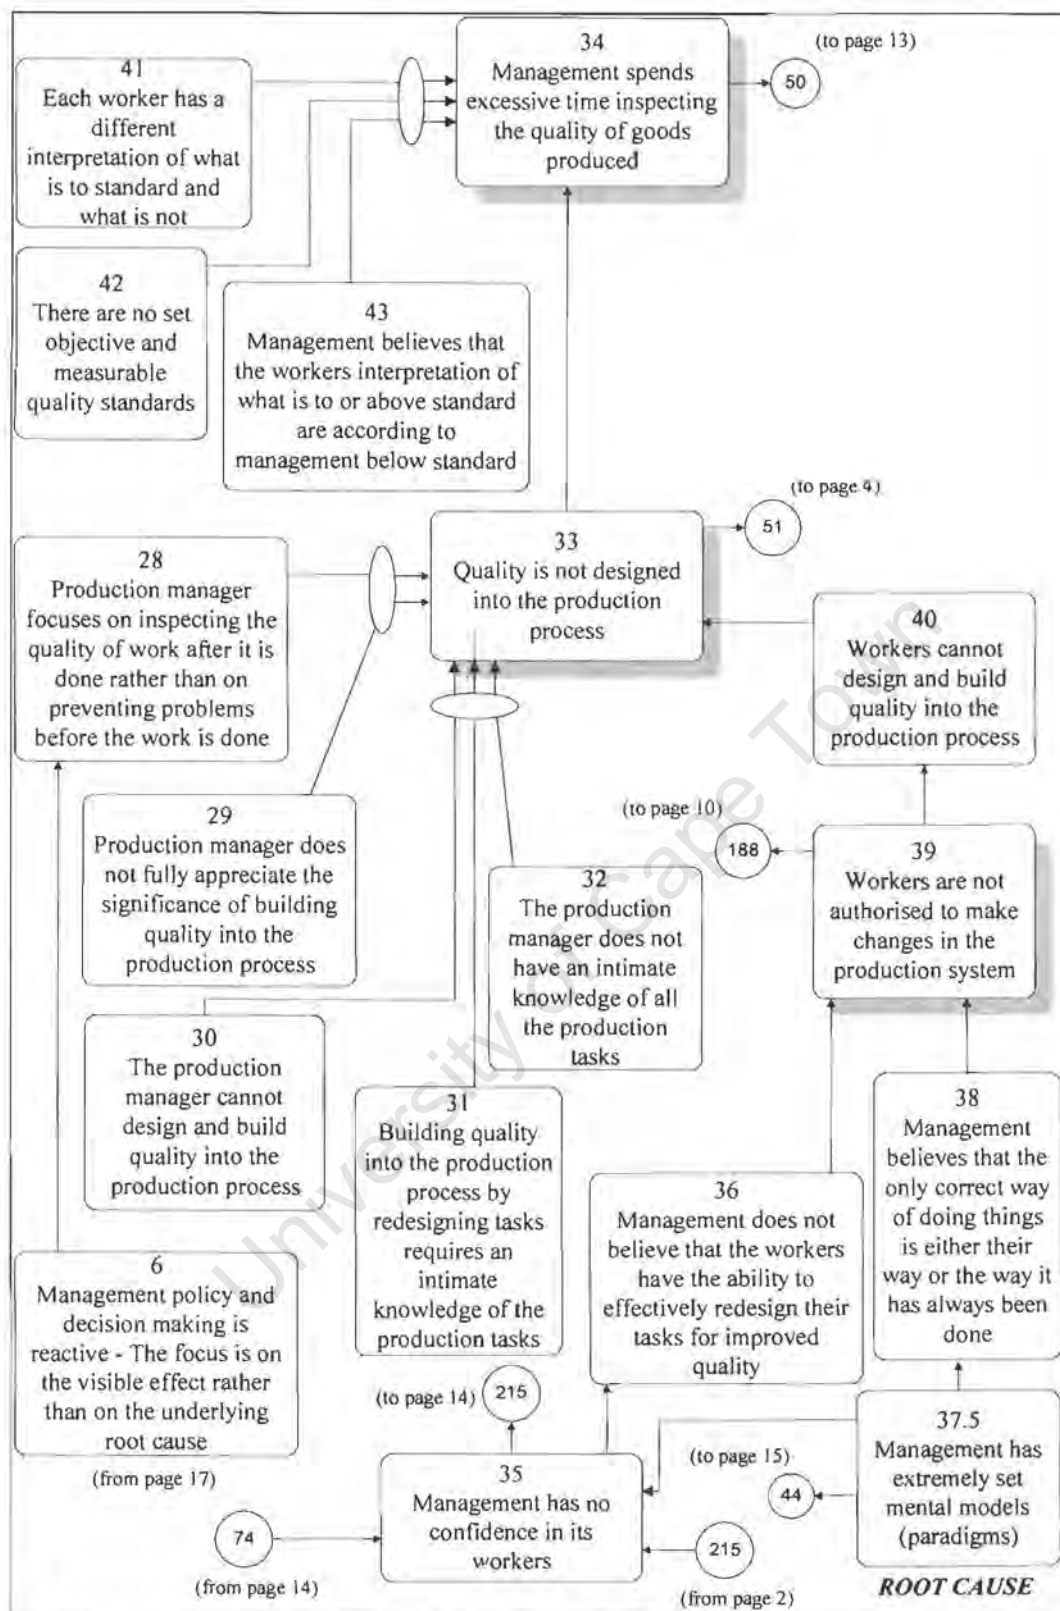 34
Management spends
excessive time inspecting
the quality of goods
produced
(to page 13)
50
41
Each worker has a
different
interpretation of what
is to standard and
what is not
42
There are no set
objective and
measurable
quality standards
43
Management believes that
the workers interpretation of
what is to or above standard
are according to
management below standard
(to page 4)
51
33
Quality is not designed
into the production
process
28
Production manager
focuses on inspecting the
quality of work after it is
done rather than on
preventing problems
before the work is done
40
Workers cannot
design and build
quality into the
production process
29
Production manager does
not fully appreciate the
significance of building
quality into the
production process
(to page 10)
188
39
Workers are not
authorised to make
changes in the
production system
32
The production
manager does not
have an intimate
knowledge of all
the production
tasks
30
The production
manager cannot
design and build
quality into the
production process
31
Building quality
into the production
process by
redesigning tasks
requires an
intimate
knowledge of the
production tasks
36
Management does not
believe that the workers
have the ability to
effectively redesign their
tasks for improved
quality
38
Management
believes that the
only correct way
of doing things
is either their
way or the way it
has always been
done
6
Management policy and
decision making is
reactive - The focus is on
the visible effect rather
than on the underlying
root cause
(from page 17)
(to page 14)
215
35
Management has no
confidence in its
workers
74
(from page 14)
215
(from page 2)
(to page 15)
44
37.5
Management has
extremely set
mental models
(paradigms)
ROOT CAUSE
University of Cape Town